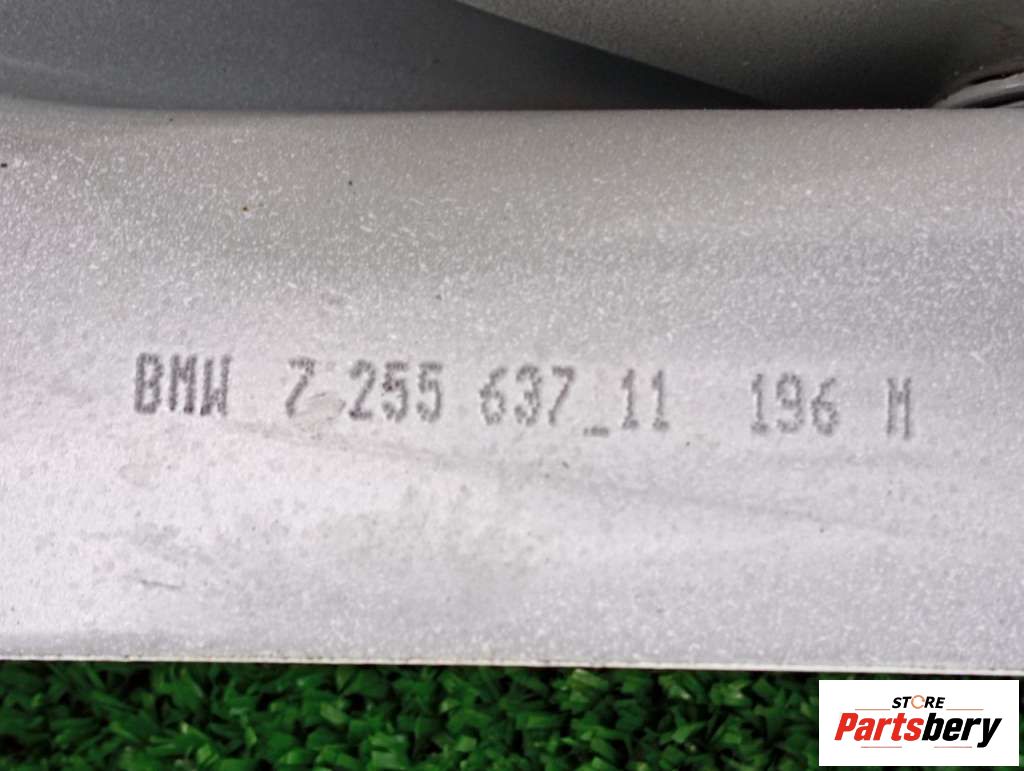 BMW 7 255 637_11 196 M
STORE
Partsbery